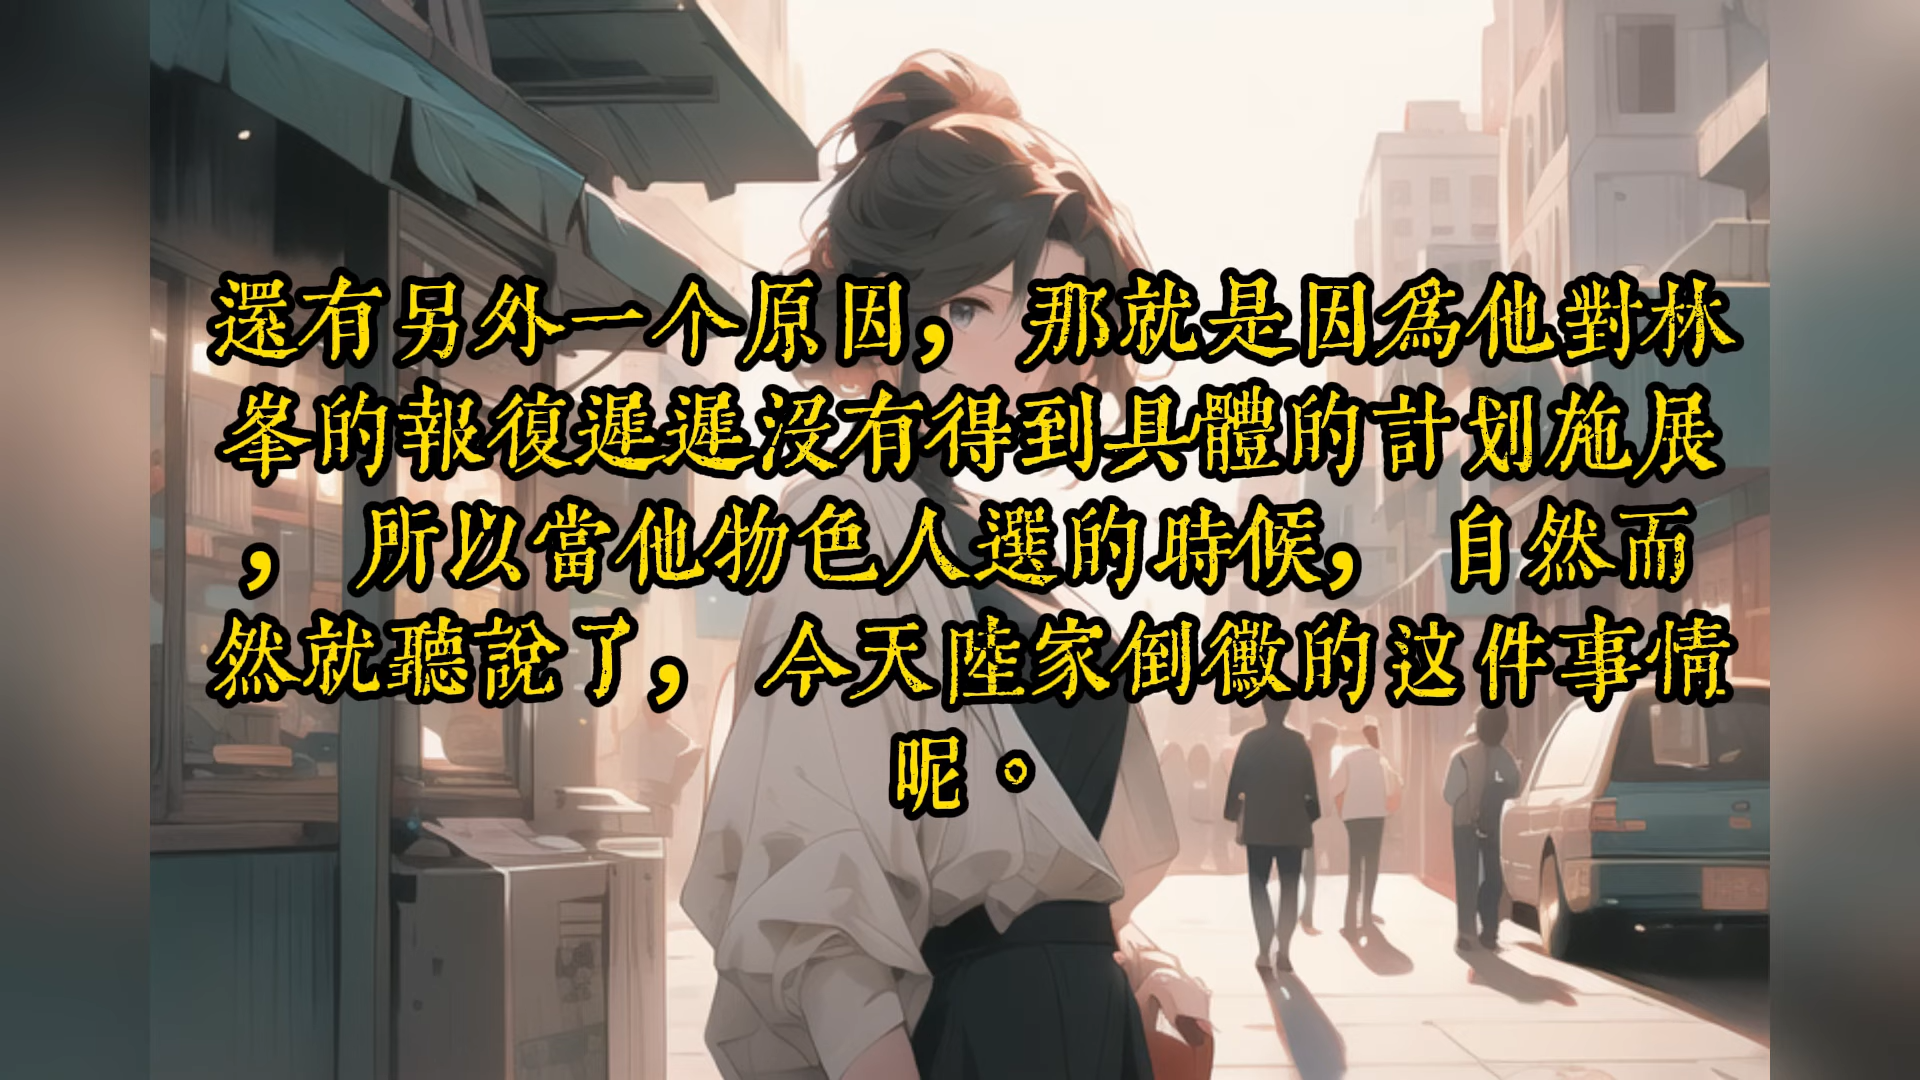 還有另外一个原因，那就是因爲他對林
峯的報復遲遲沒有得到具體的計划施展
，所以當他物色人選的時候，自然而
然就聽說了，今天陸家倒黴的这件事情
呢。